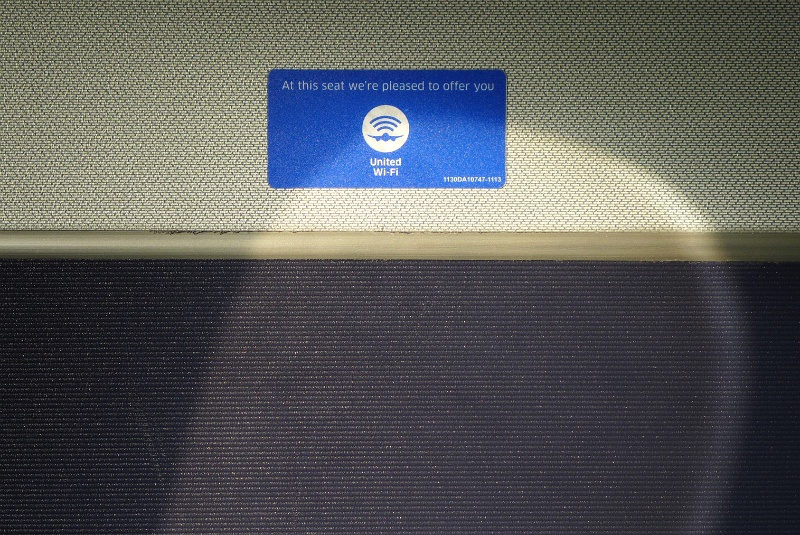 At this seat we're pleased to offer you
United
Wi-Fi
1130DA10747-1113